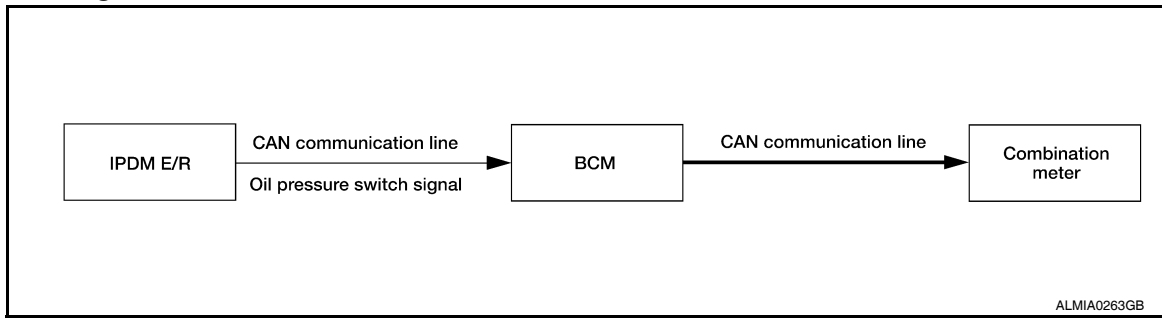 IPDM E/R
CAN communication line
Oil pressure switch signal
BCM
CAN communication line
Combination
meter
ALMIA0263GB